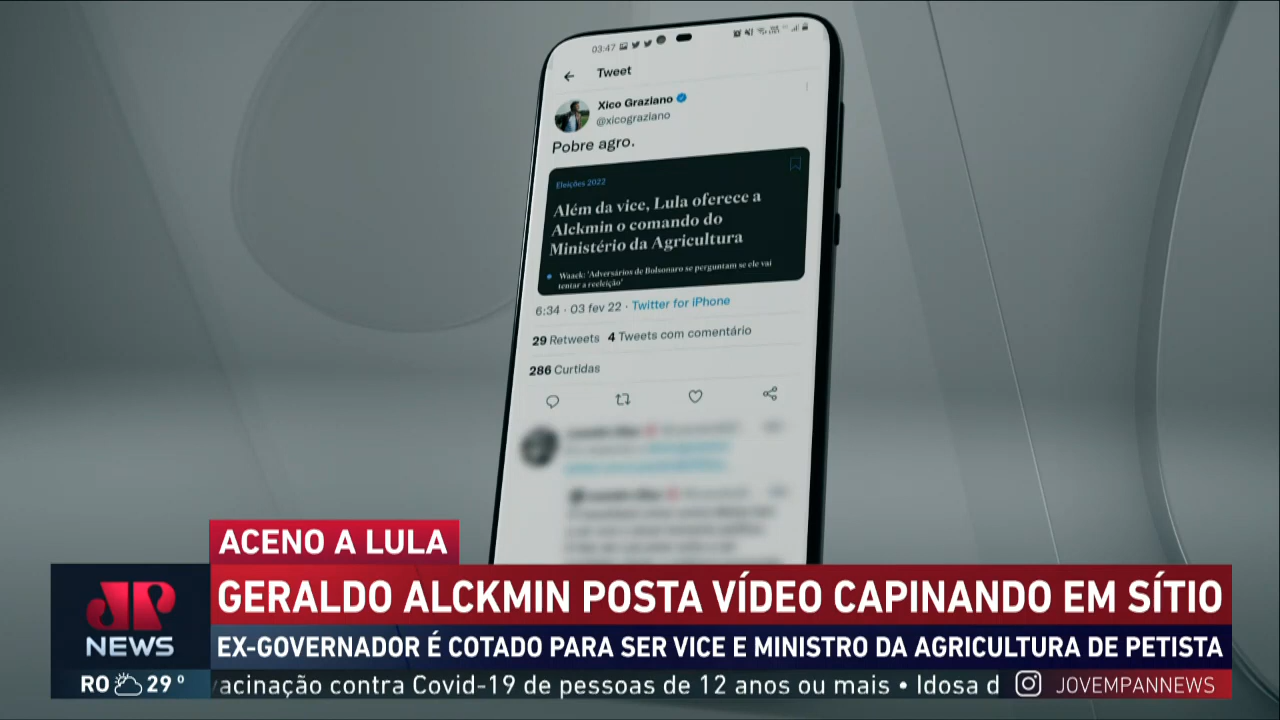 03:47
Tweet
Xico Graziano
@xicograziano
Pobre agro.
Eleições 2022
Além da vice, Lula oferece a
Alckmin o comando do
Ministério da Agricultura
Waack: 'Adversários de Bolsonaro se perguntam se ele vai
tentar a reeleição'
6:34 · 03 fev 22 · Twitter for iPhone
29 Retweets 4 Tweets com comentário
286 Curtidas
ACENO A LULA
GERALDO ALCKMIN POSTA VÍDEO CAPINANDO EM SÍTIO
JP
NEWS
EX-GOVERNADOR É COTADO PARA SER VICE E MINISTRO DA AGRICULTURA DE PETISTA
RO 29 º
vacinação contra Covid-19 de pessoas de 12 anos ou mais • Idosa d
JOVEMPANNEWS